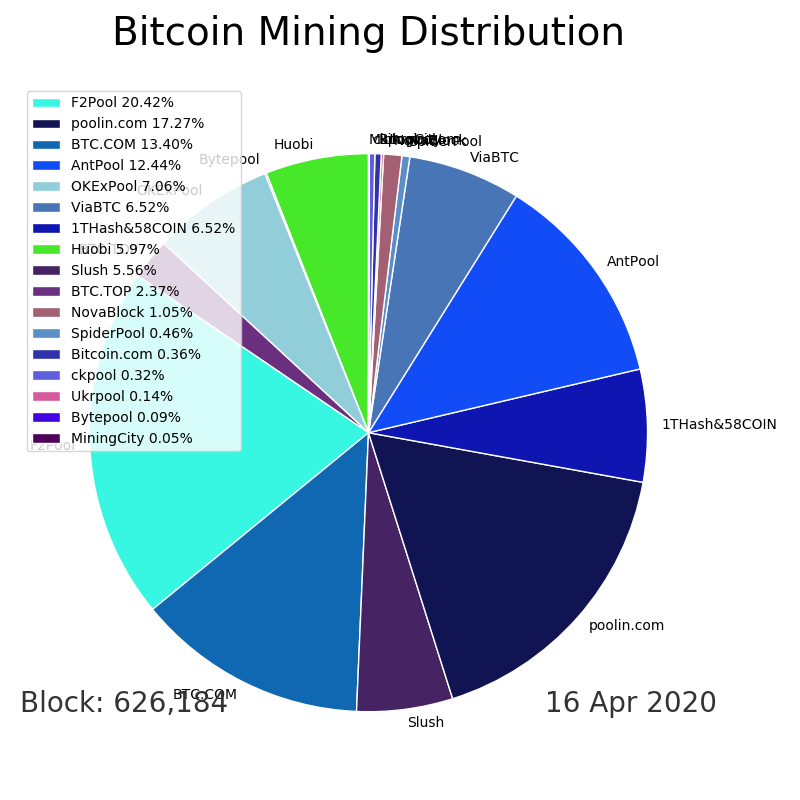 Bitcoin Mining Distribution
F2Pool 20.42%
poolin.com 17.27%
BTC.COM 13.40%
AntPool 12.44%
OKExPool 7.06%
ViaBTC 6.52%
1THash&58COIN 6.52%
Huobi 5.97%
Slush 5.56%
BTC.TOP 2.37%
NovaBlock 1.05%
SpiderPool 0.46%
Bitcoin.com 0.36%
ckpool 0.32%
Ukrpool 0.14%
Bytepool 0.09%
MiningCity 0.05%
Huobi
Bytepool
OKExPool
F2Pool
BTC.COM
Slush
poolin.com
1THash&58COIN
AntPool
ViaBTC
SpiderPool
Block: 626,184
16 Apr 2020